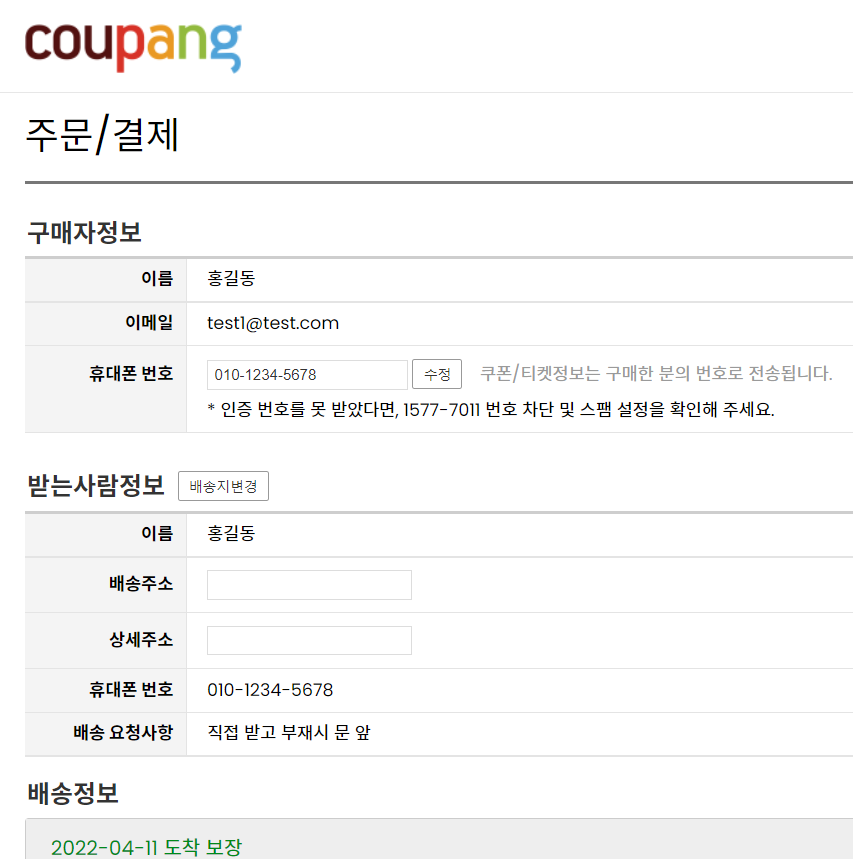 coupang
주문/결제
구매자정보
이름 홍길동
이메일 test1@test.com
휴대폰 번호 010-1234-5678 수정 쿠폰/티켓정보는 구매한 분의 번호로 전송됩니다.
* 인증 번호를 못 받았다면, 1577-7011 번호 차단 및 스팸 설정을 확인해 주세요.
받는사람정보 배송지변경
이름 홍길동
배송주소
상세주소
휴대폰 번호 010-1234-5678
배송 요청사항 직접 받고 부재시 문 앞
배송정보
2022-04-11 도착 보장